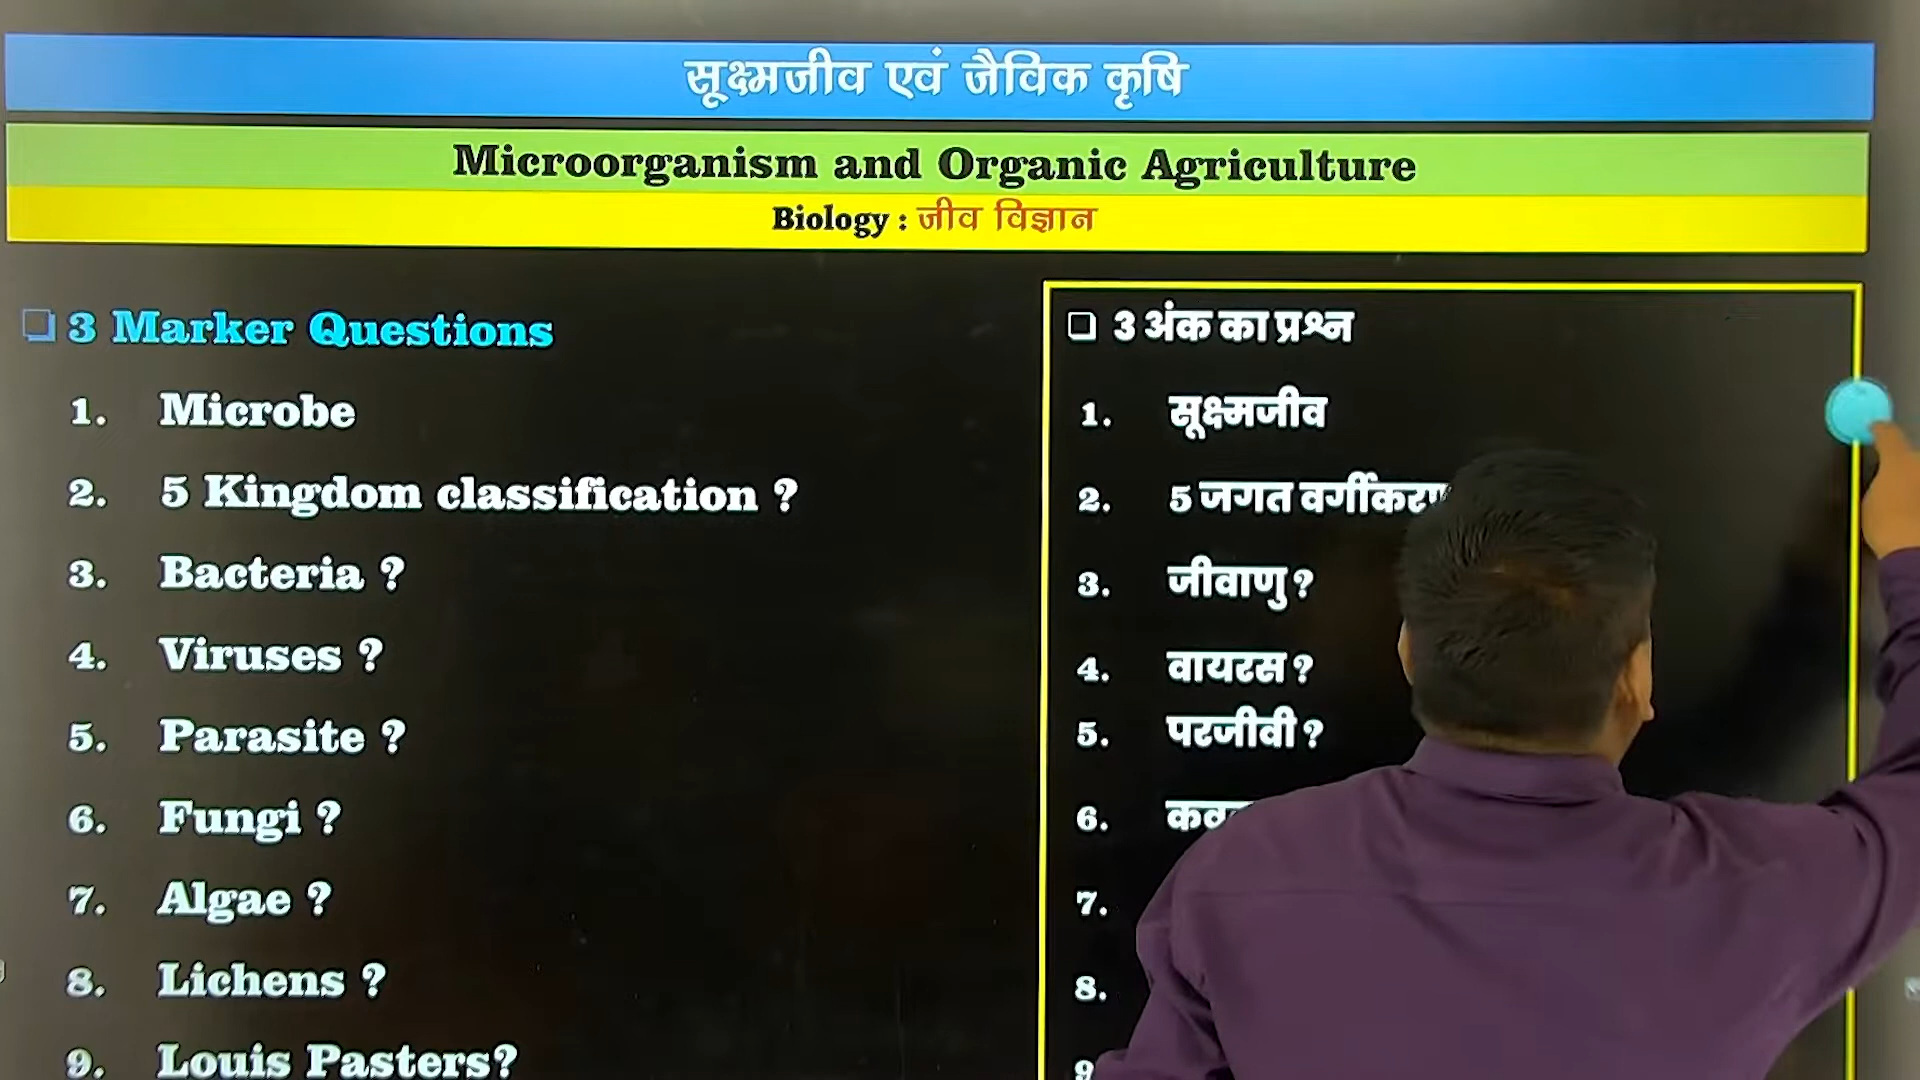 सूक्ष्मजीव एवं जैविक कृषि
Microorganism and Organic Agriculture
Biology : जीव विज्ञान
❑ 3 Marker Questions
1. Microbe
2. 5 Kingdom classification ?
3. Bacteria ?
4. Viruses ?
5. Parasite ?
6. Fungi ?
7. Algae ?
8. Lichens ?
9. Louis Pasters?
❑ 3 अंक का प्रश्न
1. सूक्ष्मजीव
2. 5 जगत
3. जीवाणु ?
4. वायरस ?
5. परजीवी ?
6.
7.
8.
9